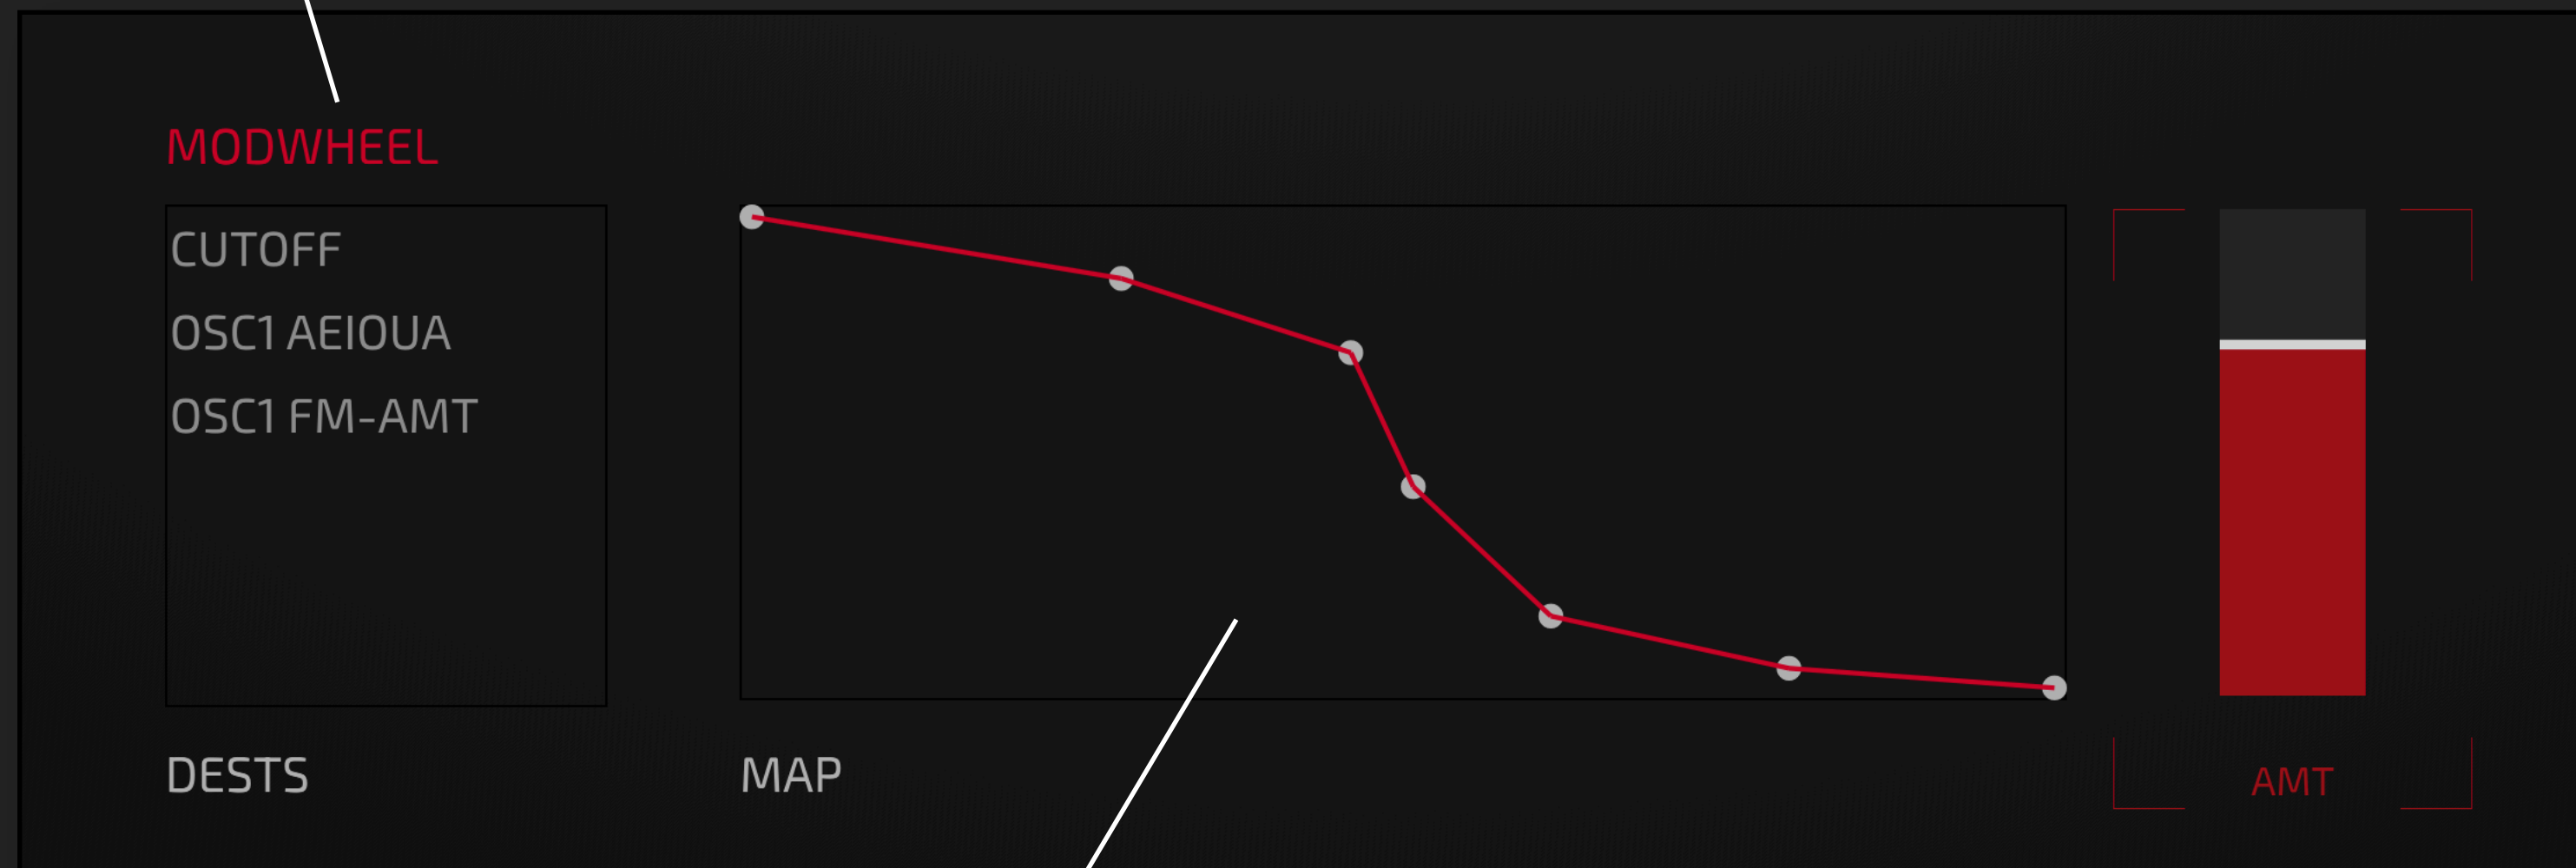 MODWHEEL
CUTOFF
OSC1 AEIOUA
OSC1 FM-AMT
DESTS
MAP
AMT